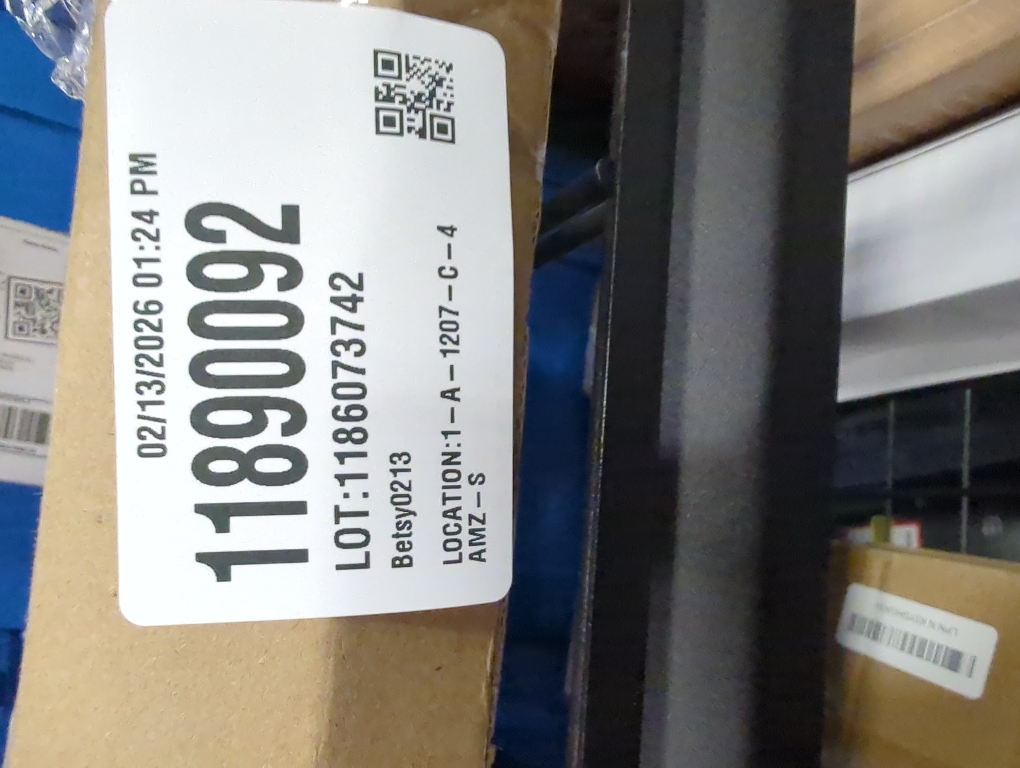 02/13/2026 01:24 PM
11890092
LOT:1186073742
Betsy0213
LOCATION:1-A-1207-C-4
AMZ-S